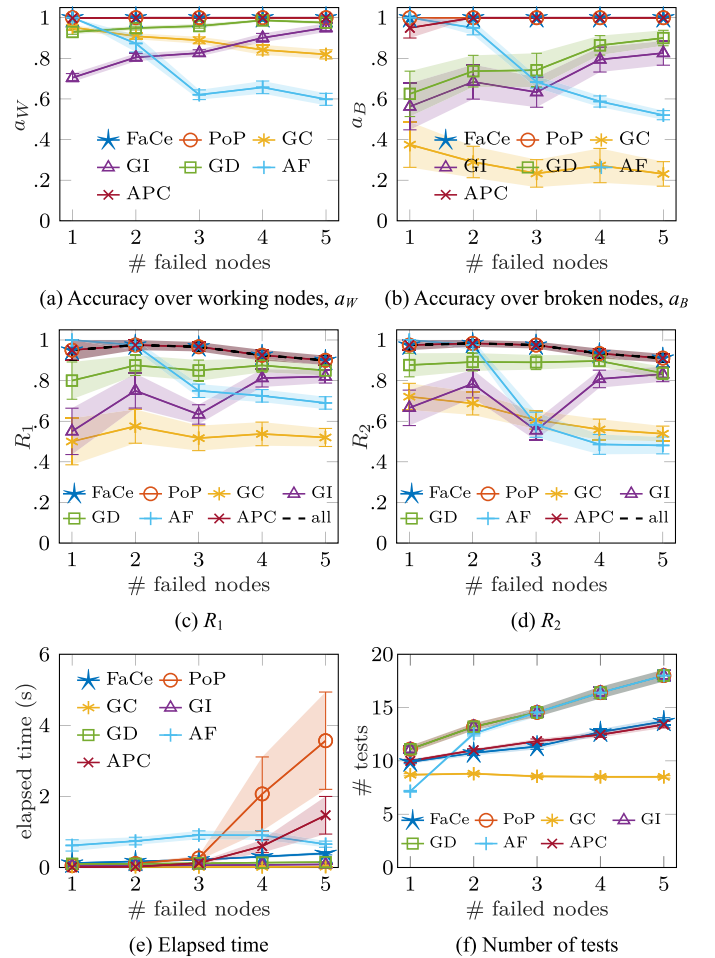 1
.8
.6
.4
.2
0
a_W
FaCe PoP GC
GI GD AF
APC
1 2 3 4 5
# failed nodes
(a) Accuracy over working nodes, a_W
1
.8
.6
.4
.2
0
a_B
FaCe PoP GC
GI GD AF
APC
1 2 3 4 5
# failed nodes
(b) Accuracy over broken nodes, a_B
1
.8
.6
.4
.2
0
R_1
FaCe PoP GC GI
GD AF APC all
1 2 3 4 5
# failed nodes
(c) R_1
1
.8
.6
.4
.2
0
R_2
FaCe PoP GC GI
GD AF APC all
1 2 3 4 5
# failed nodes
(d) R_2
6
4
2
0
elapsed time (s)
FaCe PoP
GC GI
GD AF
APC
1 2 3 4 5
# failed nodes
(e) Elapsed time
20
15
10
5
0
# tests
FaCe PoP GC GI
GD AF APC
1 2 3 4 5
# failed nodes
(f) Number of tests